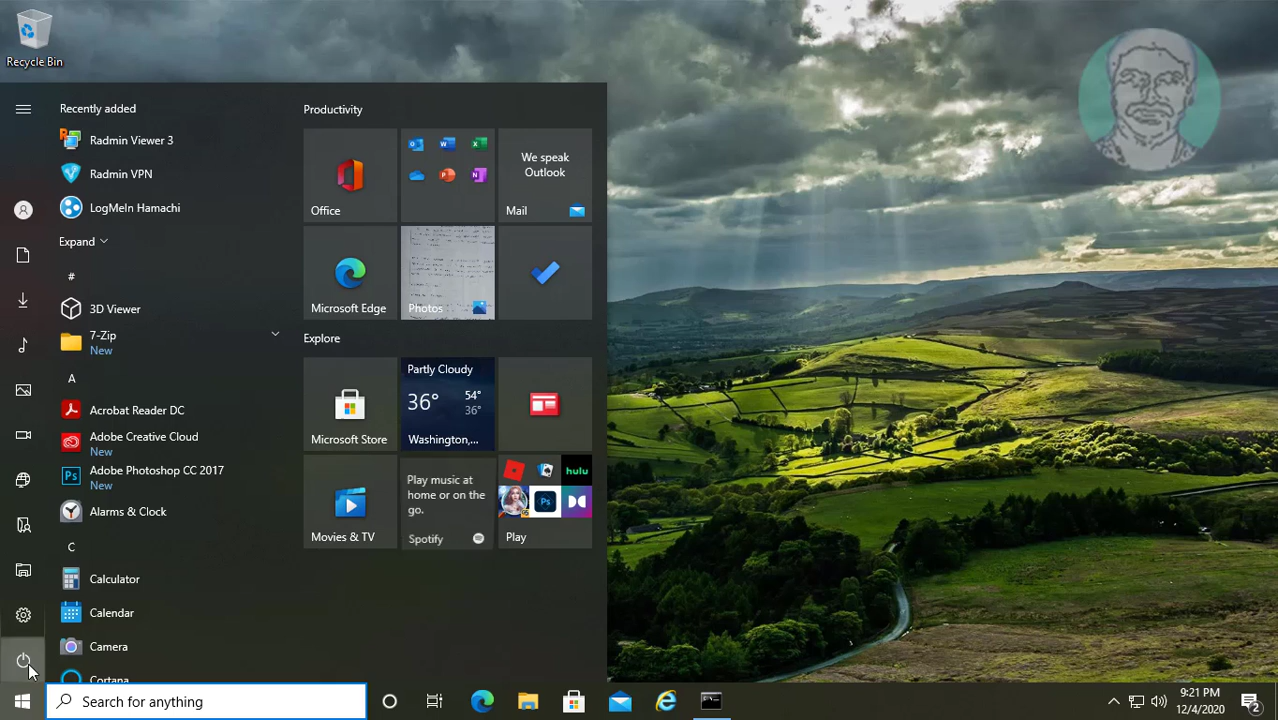 Recycle Bin
Recently added
Radmin Viewer 3
Radmin VPN
LogMeIn Hamachi
Expand
#
3D Viewer
7-Zip
New
A
Acrobat Reader DC
Adobe Creative Cloud
New
Adobe Photoshop CC 2017
New
Alarms & Clock
C
Calculator
Calendar
Camera
Cortana
Productivity
Office
We speak
Outlook
Mail
Microsoft Edge
Photos
Explore
Microsoft Store
Partly Cloudy
36° 54°
36°
Washington,...
Movies & TV
Play music at
home or on the
go.
Spotify
hulu
Ps
Play
Search for anything
9:21 PM
12/4/2020
2